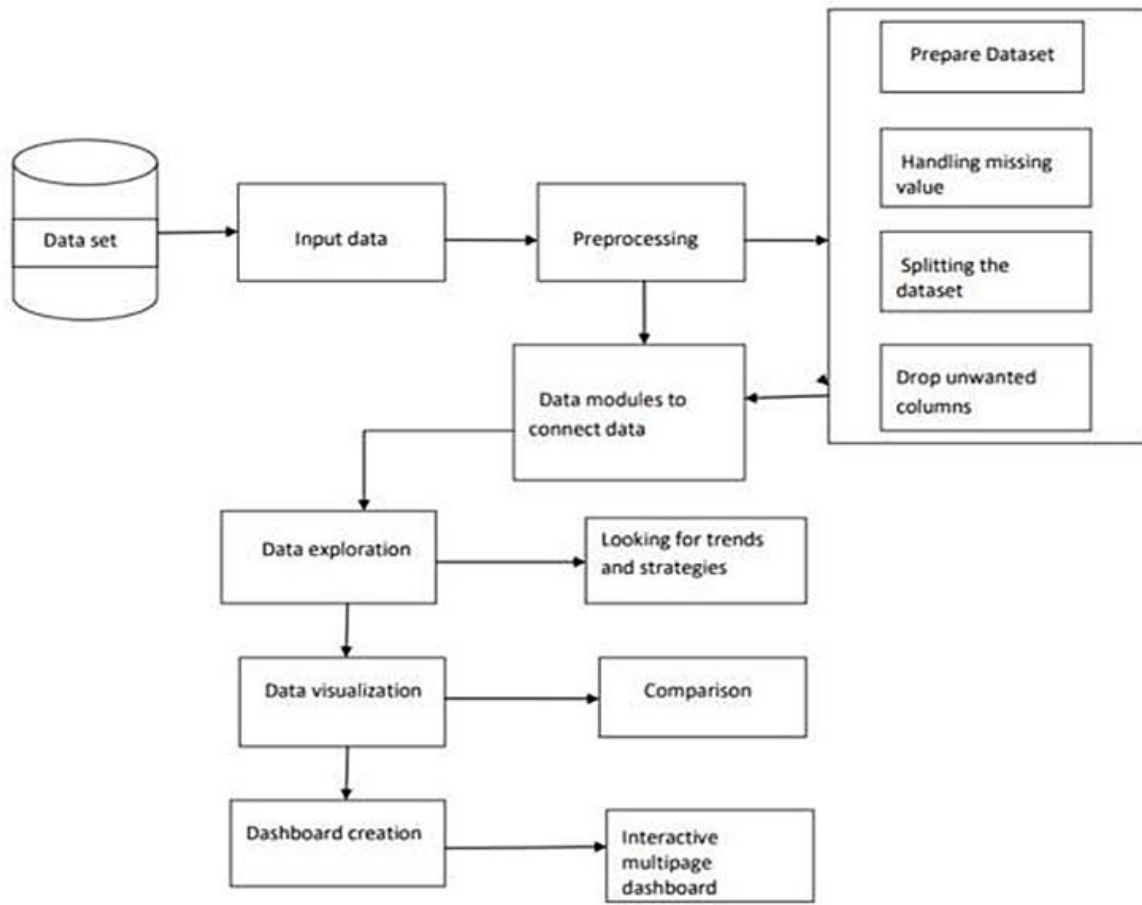 Prepare Dataset
Handling missing
value
Data set
Input data
Preprocessing
Splitting the
dataset
Drop unwanted
columns
Data modules to
connect data
Data exploration
Looking for trends
and strategies
Data visualization
Comparison
Dashboard creation
Interactive
multipage
dashboard